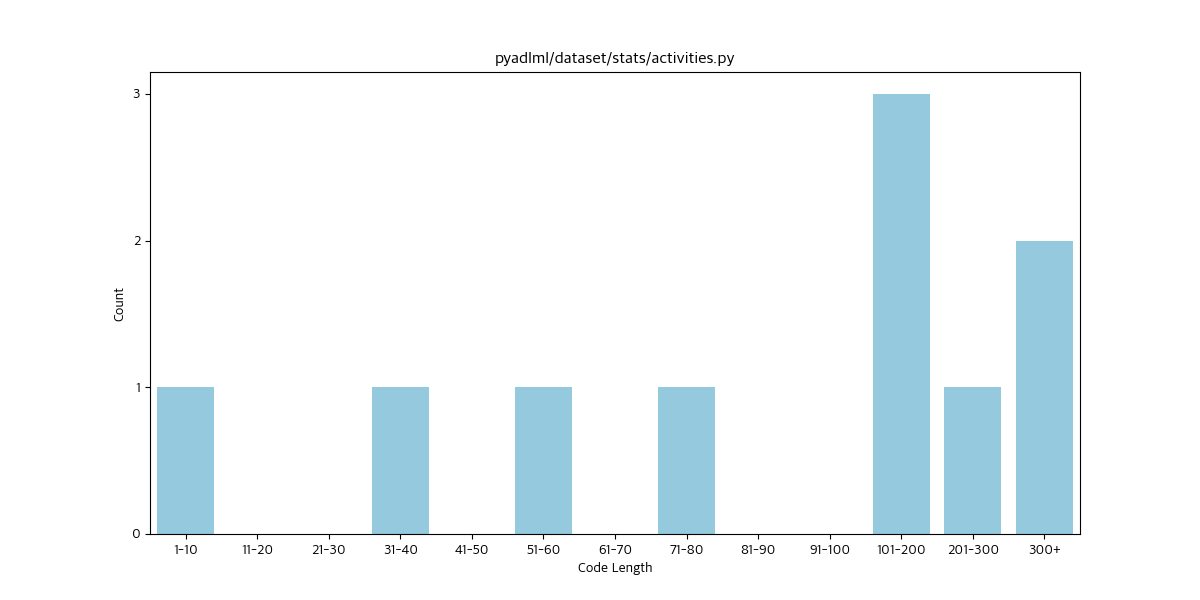 pyadlml/dataset/stats/activities.py
3
2
1
0
Count
1-10 11-20 21-30 31-40 41-50 51-60 61-70 71-80 81-90 91-100 101-200 201-300 300+
Code Length